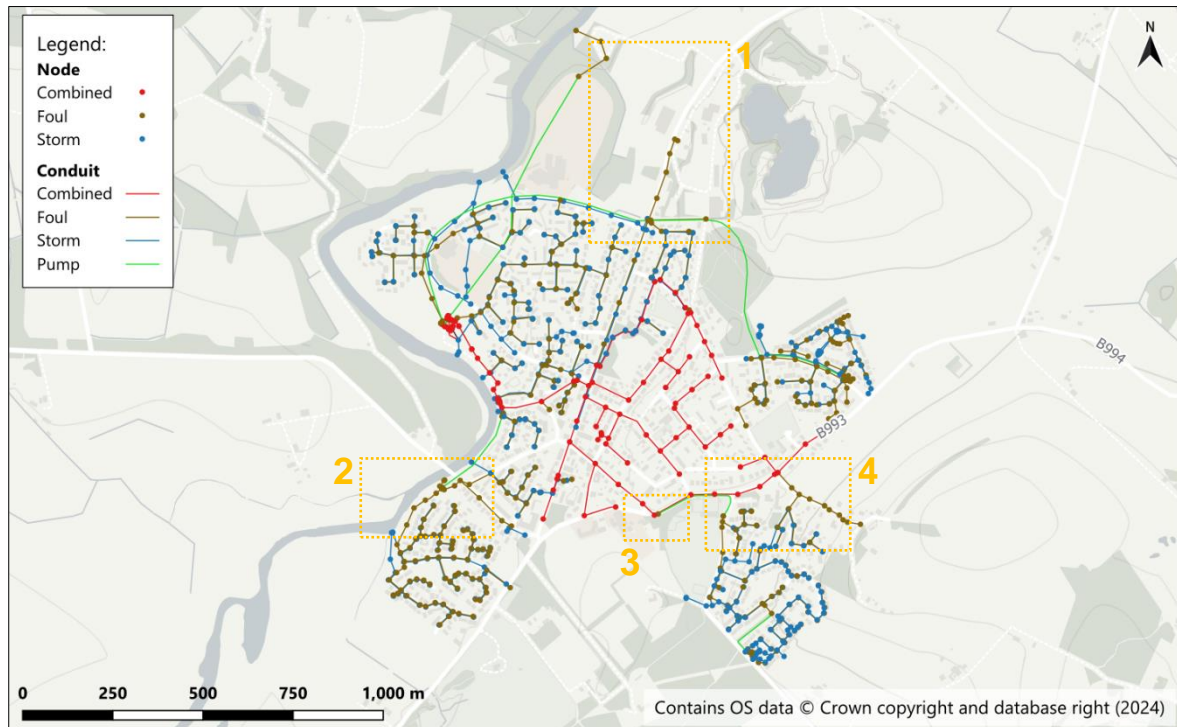 Legend:
Node
Combined
Foul
Storm
Conduit
Combined
Foul
Storm
Pump
1
N
B994
B993
2
4
3
0 250 500 750 1,000 m
Contains OS data © Crown copyright and database right (2024)